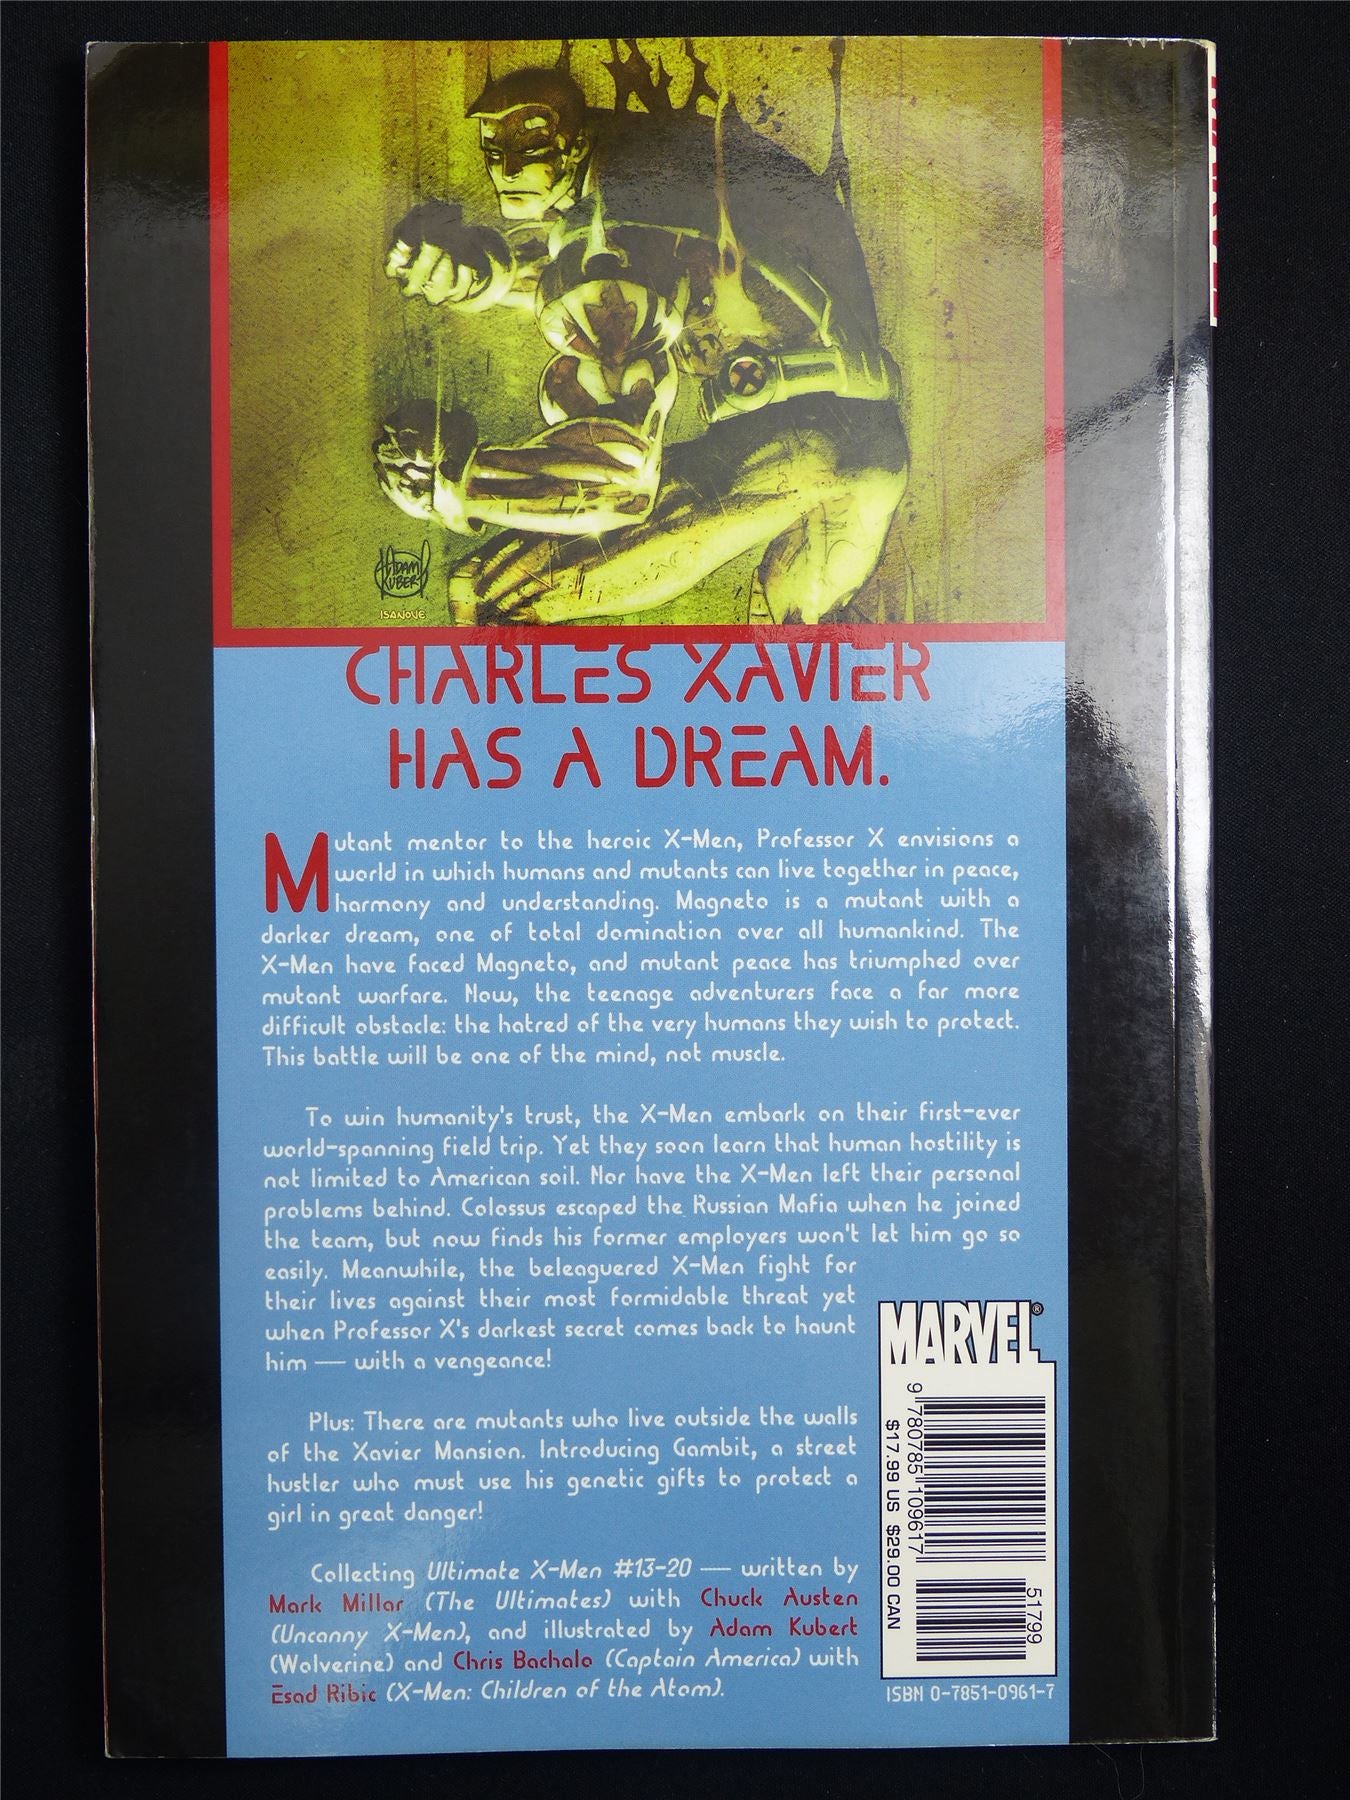 ADAM
KUBERT
ISANOVE
CHARLES XAVIER
HAS A DREAM.
Mutant mentor to the heroic X-Men, Professor X envisions a
world in which humans and mutants can live together in peace,
harmony and understanding. Magneto is a mutant with a
darker dream, one of total domination over all humankind. The
X-Men have faced Magneto, and mutant peace has triumphed over
mutant warfare. Now, the teenage adventurers face a far more
difficult obstacle: the hatred of the very humans they wish to protect.
This battle will be one of the mind, not muscle.
To win humanity's trust, the X-Men embark on their first-ever
world-spanning field trip. Yet they soon learn that human hostility is
not limited to American soil. Nor have the X-Men left their personal
problems behind. Colossus escaped the Russian Mafia when he joined
the team, but now finds his former employers won't let him go so
easily. Meanwhile, the beleaguered X-Men fight for
their lives against their most formidable threat yet
when Professor X's darkest secret comes back to haunt
him — with a vengeance!
Plus: There are mutants who live outside the walls
of the Xavier Mansion. Introducing Gambit, a street
hustler who must use his genetic gifts to protect a
girl in great danger!
Collecting Ultimate X-Men #13-20 — written by
Mark Millar (The Ultimates) with Chuck Austen
(Uncanny X-Men), and illustrated by Adam Kubert
(Wolverine) and Chris Bachalo (Captain America) with
Esad Ribic (X-Men: Children of the Atom).
MARVEL®
9 780785 109617
51799
$17.99 US $29.00 CAN
ISBN 0-7851-0961-7